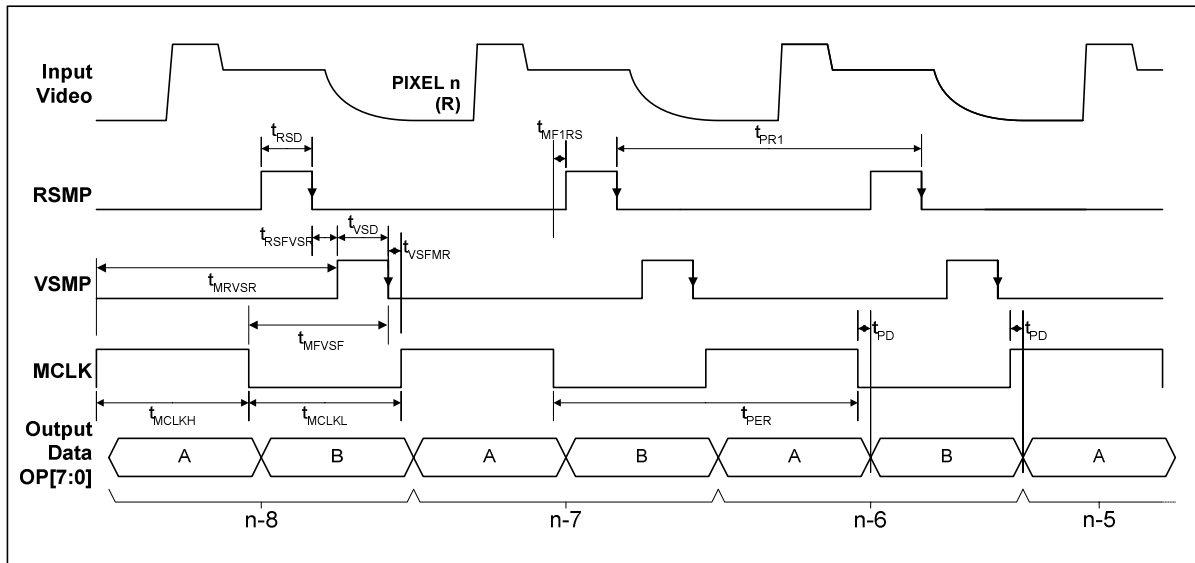 Input
Video
PIXEL n
(R)
tRSD
tMF1RS
tPR1
RSMP
tRSFVSR
tVSD
tVSFMR
tMRVSR
VSMP
tMFVSF
tPD
tPD
MCLK
tMCLKH
tMCLKL
tPER
Output
Data
OP[7:0]
A B A B A B A
n-8 n-7 n-6 n-5